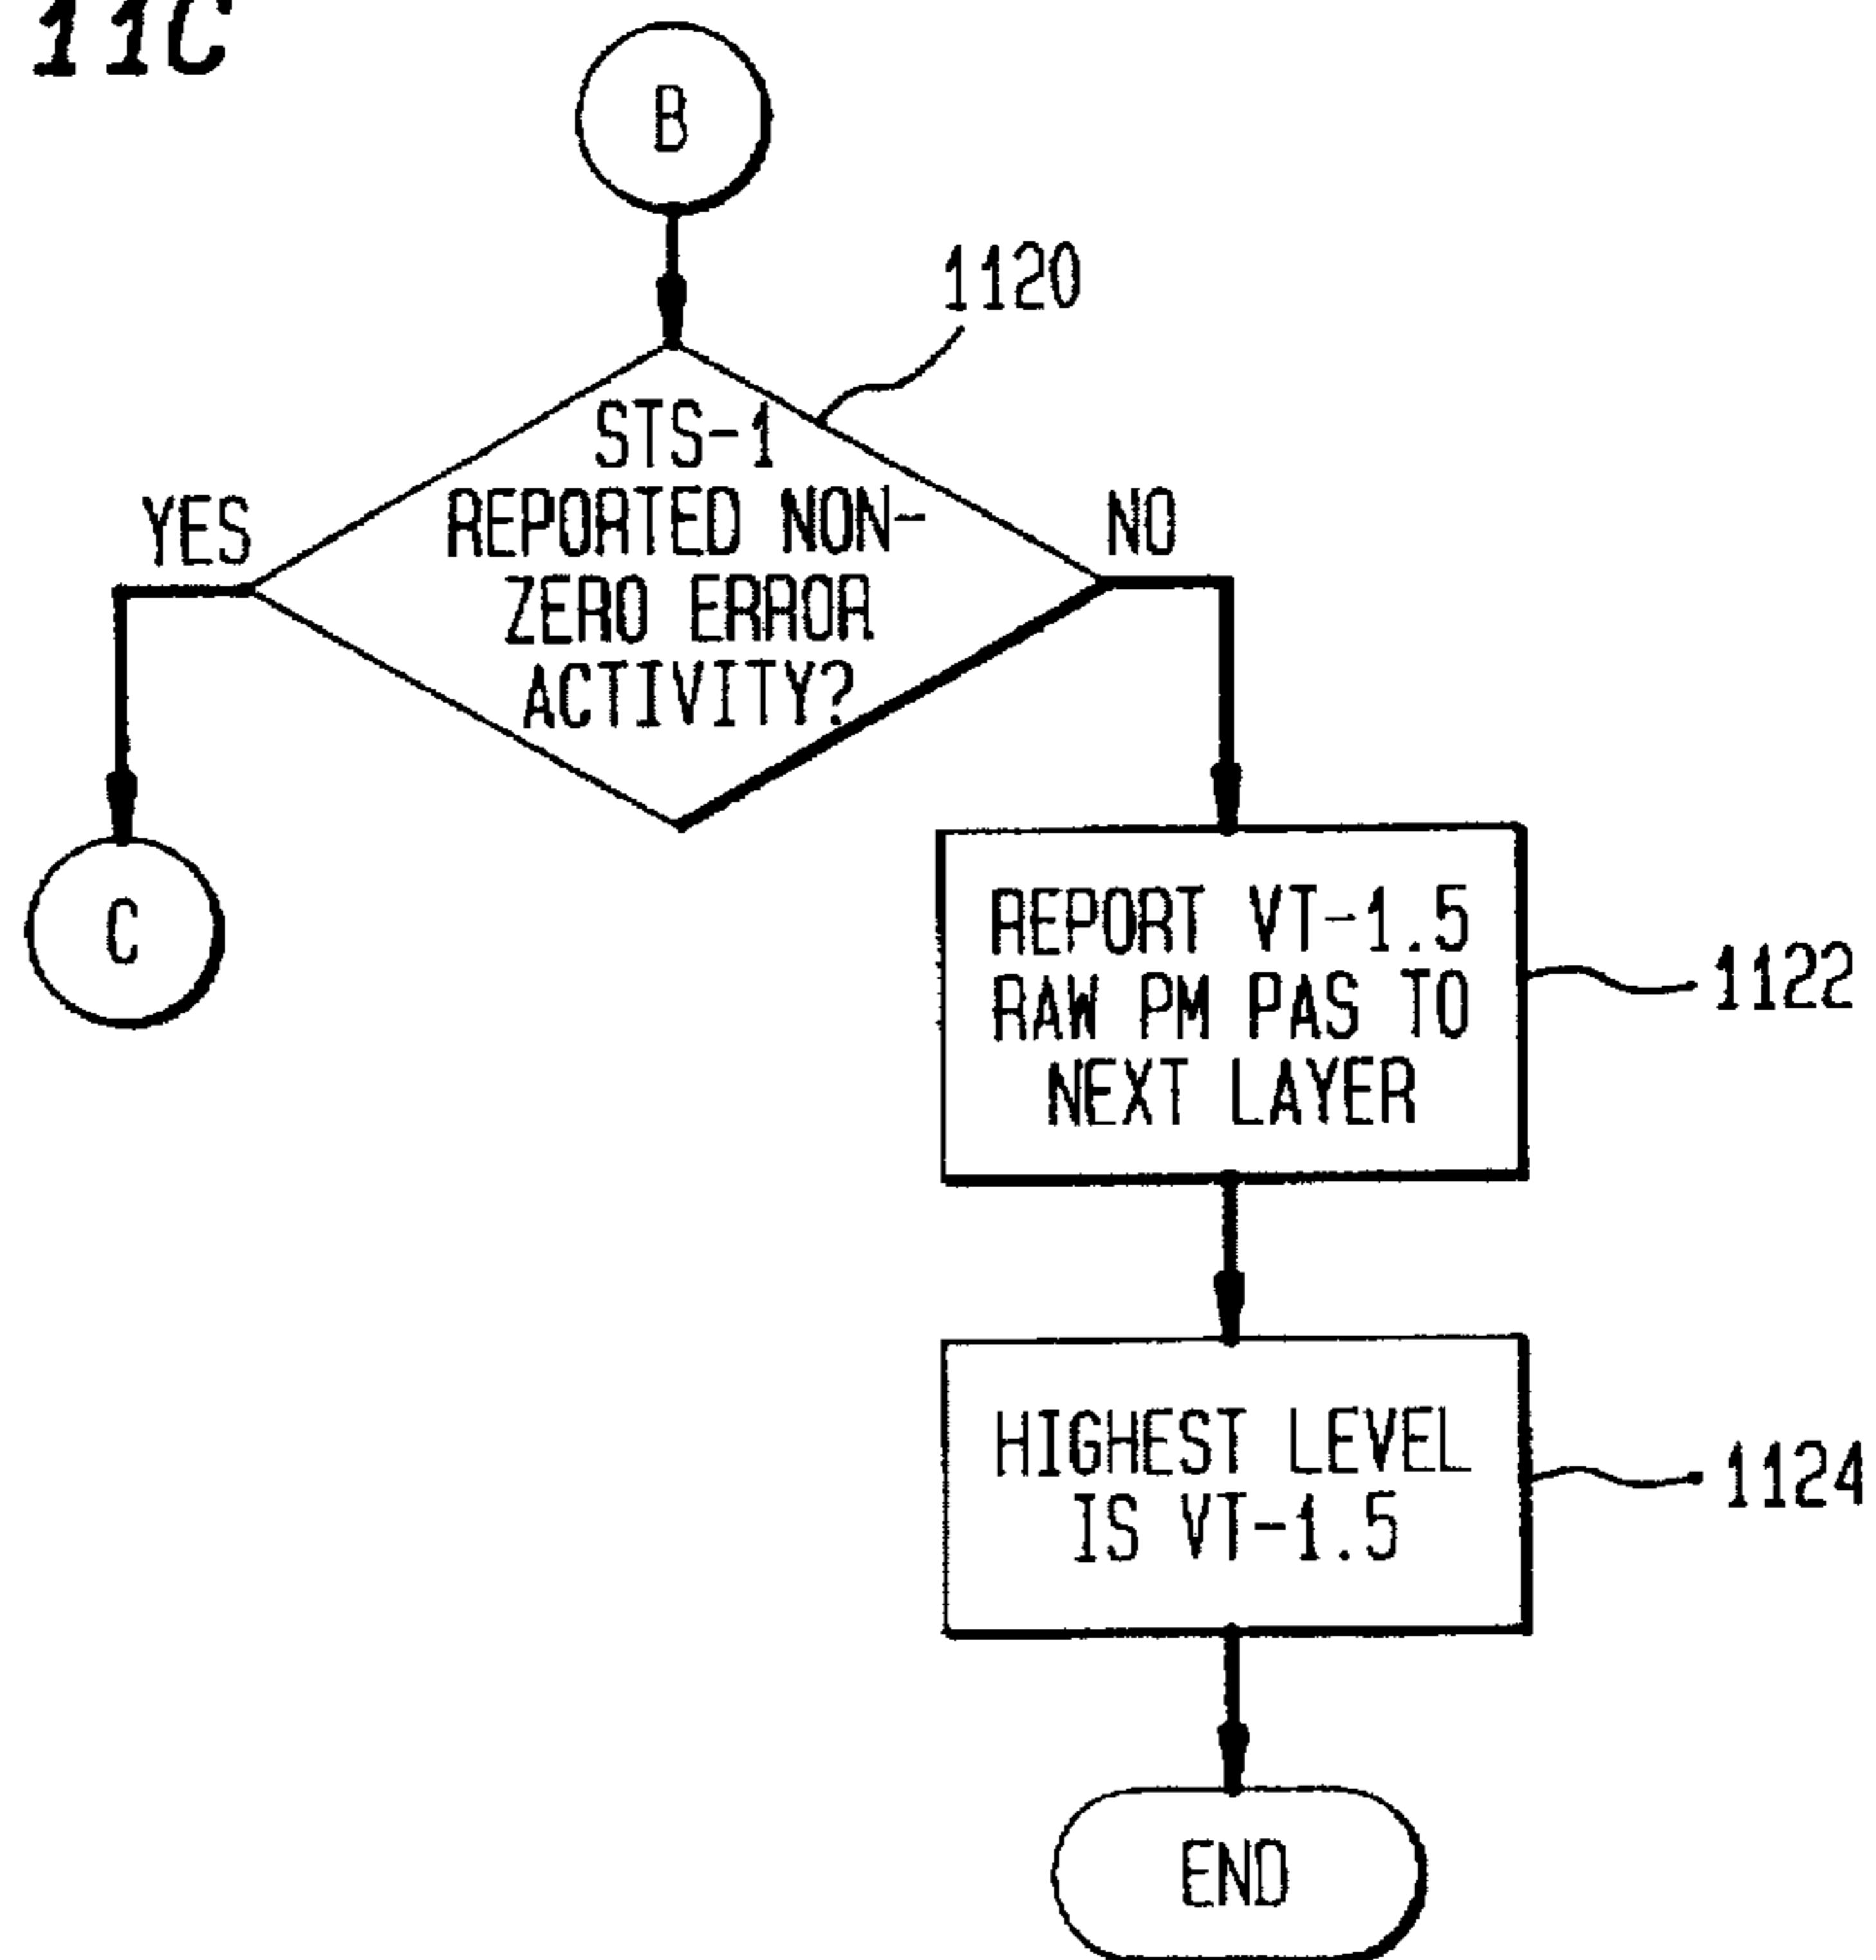 11C
B
1120
STS-1
REPORTED NON-
ZERO ERROR
ACTIVITY?
YES
NO
C
REPORT VT-1.5
RAW PM PAS TO
NEXT LAYER
1122
HIGHEST LEVEL
IS VT-1.5
1124
END